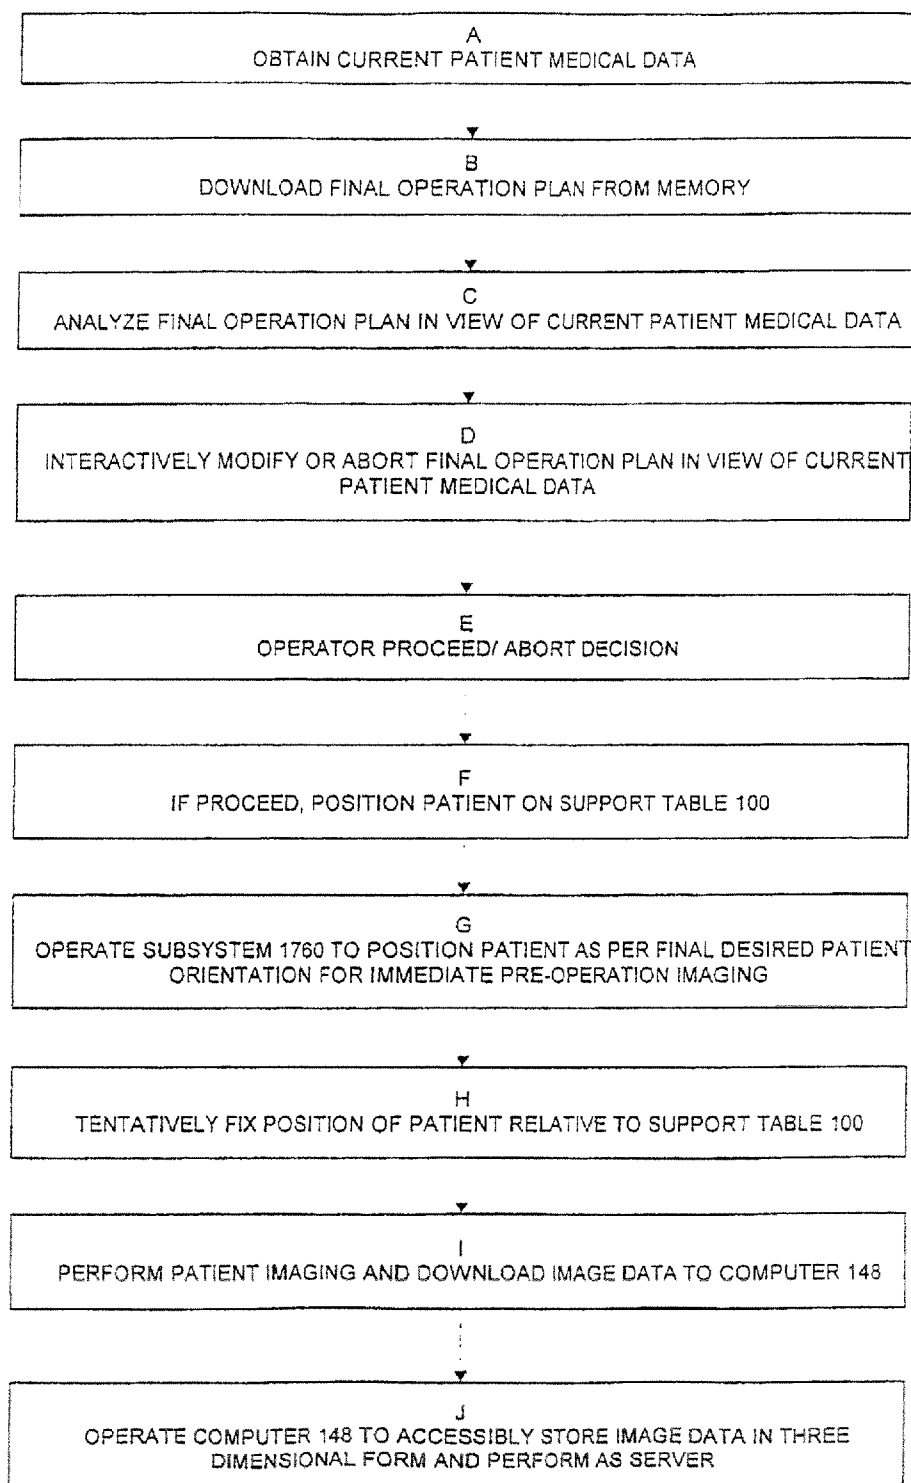 A
OBTAIN CURRENT PATIENT MEDICAL DATA
B
DOWNLOAD FINAL OPERATION PLAN FROM MEMORY
C
ANALYZE FINAL OPERATION PLAN IN VIEW OF CURRENT PATIENT MEDICAL DATA
D
INTERACTIVELY MODIFY OR ABORT FINAL OPERATION PLAN IN VIEW OF CURRENT
PATIENT MEDICAL DATA
E
OPERATOR PROCEED/ ABORT DECISION
F
IF PROCEED, POSITION PATIENT ON SUPPORT TABLE 100
G
OPERATE SUBSYSTEM 1760 TO POSITION PATIENT AS PER FINAL DESIRED PATIENT
ORIENTATION FOR IMMEDIATE PRE-OPERATION IMAGING
H
TENTATIVELY FIX POSITION OF PATIENT RELATIVE TO SUPPORT TABLE 100
I
PERFORM PATIENT IMAGING AND DOWNLOAD IMAGE DATA TO COMPUTER 148
J
OPERATE COMPUTER 148 TO ACCESSIBLY STORE IMAGE DATA IN THREE
DIMENSIONAL FORM AND PERFORM AS SERVER